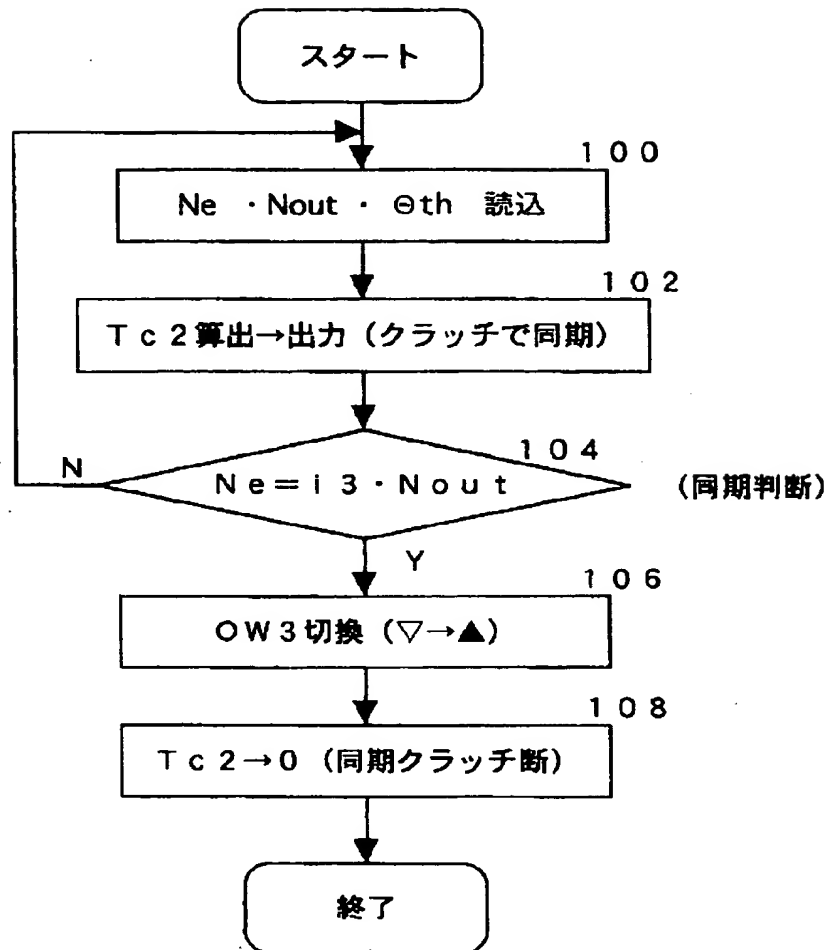 スタート
100
Ne ・Nout・Θth 読込
102
Tc2算出→出力(クラッチで同期)
104
N
Ne=i3・Nout
(同期判断)
Y
106
OW3切換(▽→▲)
108
Tc2→0(同期クラッチ断)
終了